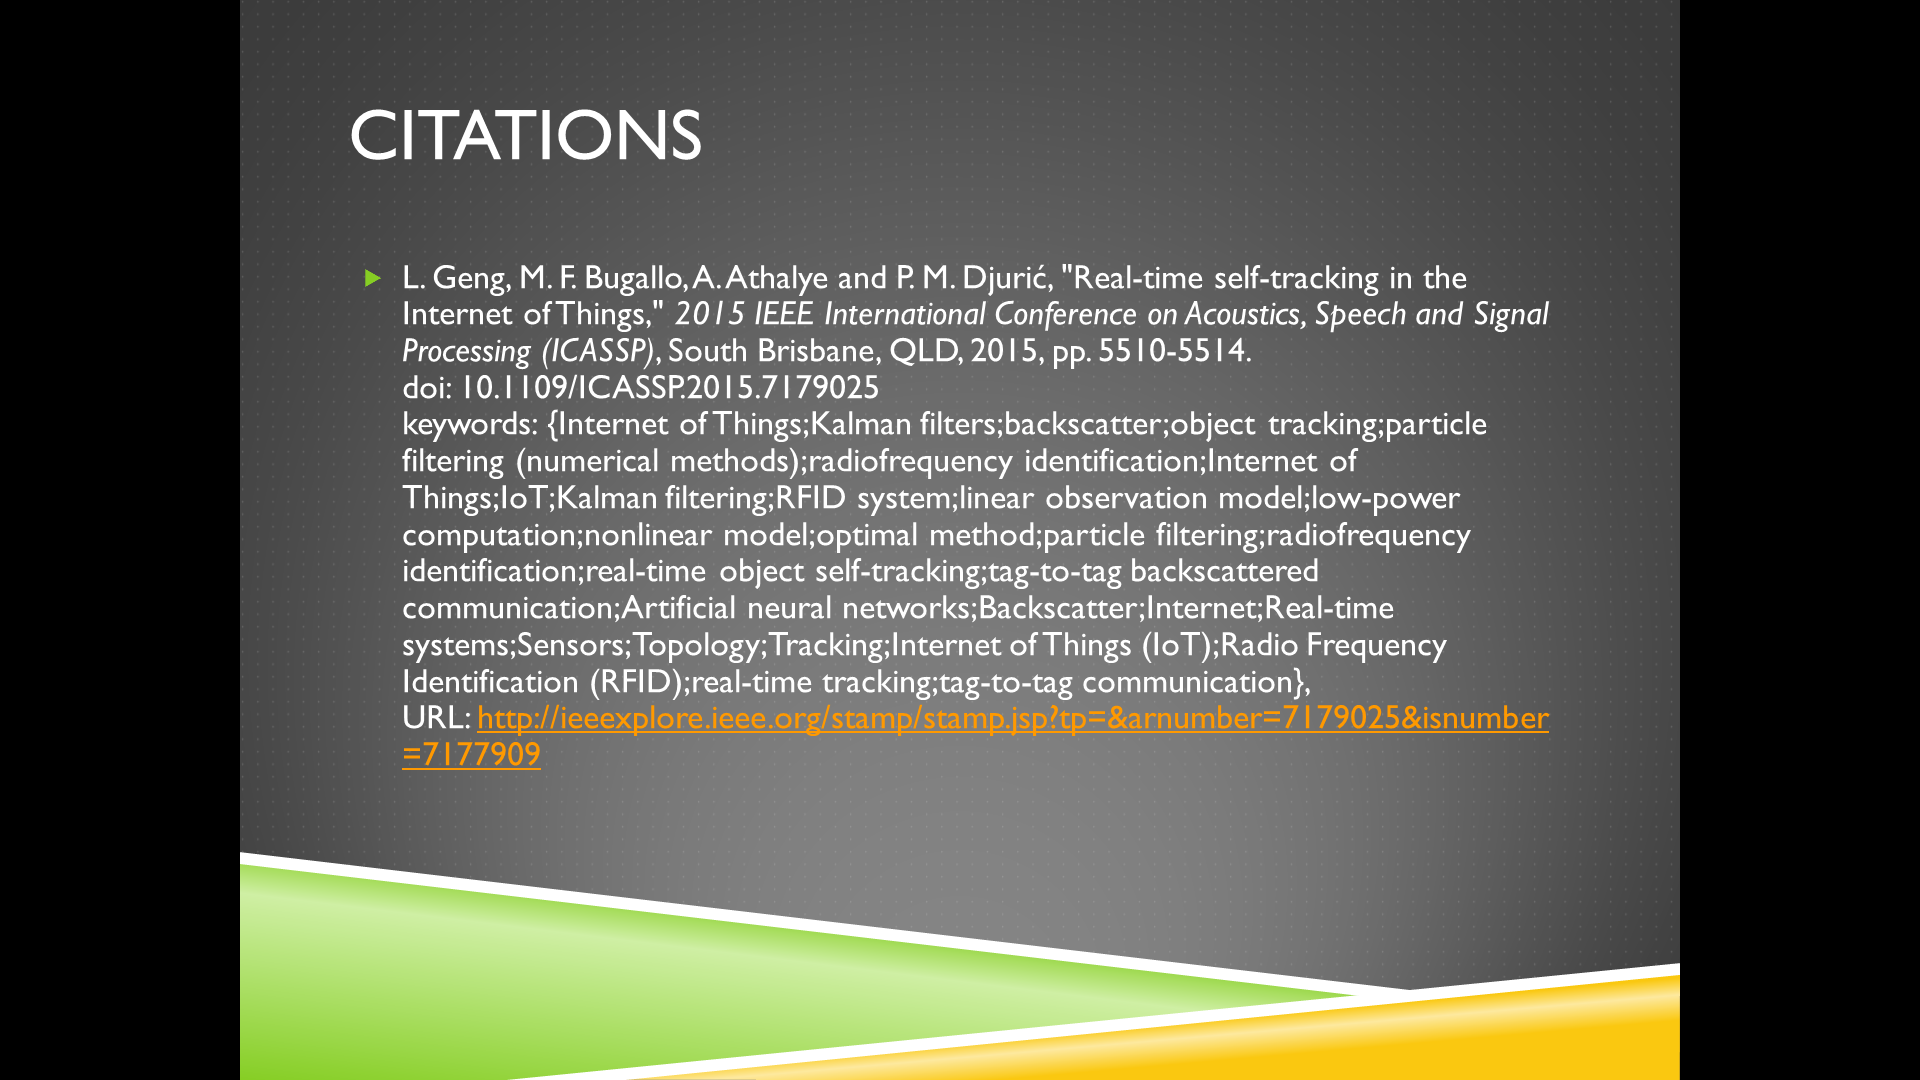 CITATIONS
L. Geng, M. F. Bugallo, A. Athalye and P. M. Djurić, "Real-time self-tracking in the
Internet of Things," 2015 IEEE International Conference on Acoustics, Speech and Signal
Processing (ICASSP), South Brisbane, QLD, 2015, pp. 5510-5514.
doi: 10.1109/ICASSP.2015.7179025
keywords: {Internet of Things;Kalman filters;backscatter;object tracking;particle
filtering (numerical methods);radiofrequency identification;Internet of
Things;IoT;Kalman filtering;RFID system;linear observation model;low-power
computation;nonlinear model;optimal method;particle filtering;radiofrequency
identification;real-time object self-tracking;tag-to-tag backscattered
communication;Artificial neural networks;Backscatter;Internet;Real-time
systems;Sensors;Topology;Tracking;Internet of Things (IoT);Radio Frequency
Identification (RFID);real-time tracking;tag-to-tag communication},
URL: http://ieeexplore.ieee.org/stamp/stamp.jsp?tp=&arnumber=7179025&isnumber
=7177909